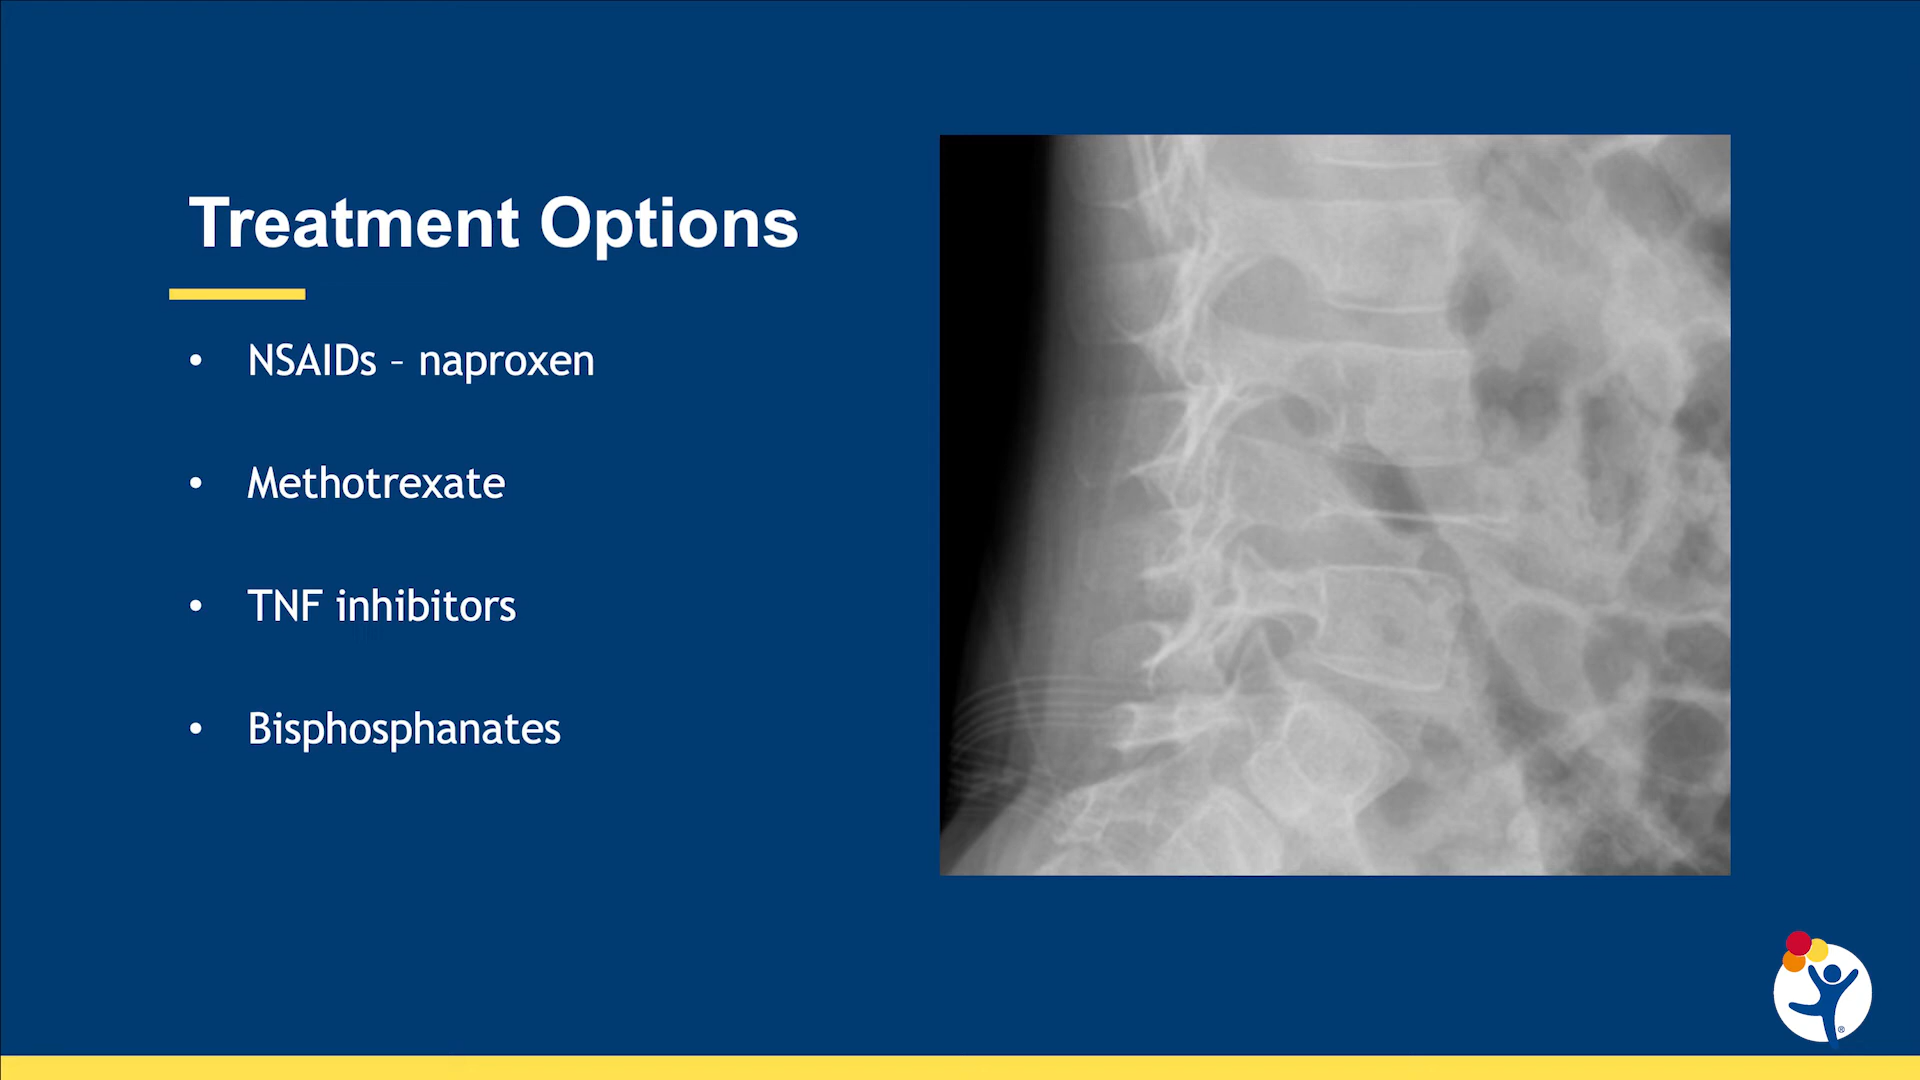 Treatment Options
• NSAIDs – naproxen
• Methotrexate
• TNF inhibitors
• Bisphosphanates
®